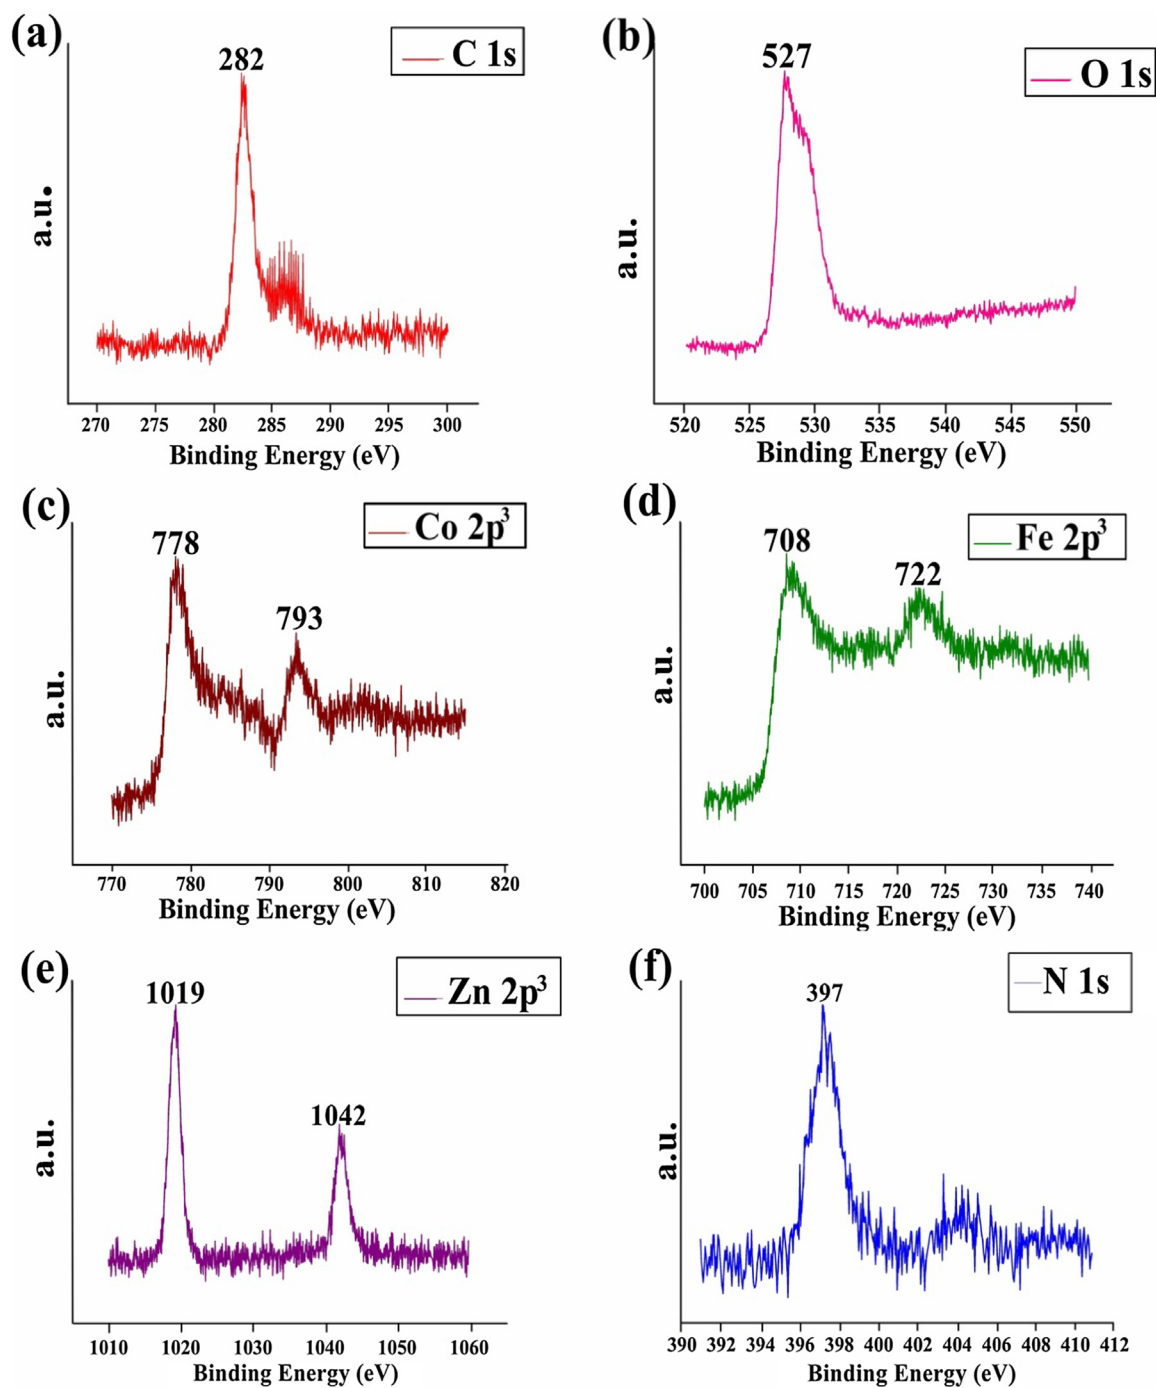 (a)
C 1s
282
a.u.
270 275 280 285 290 295 300
Binding Energy (eV)
(b)
O 1s
527
a.u.
520 525 530 535 540 545 550
Binding Energy (eV)
(c)
Co 2p³
778
793
a.u.
770 780 790 800 810 820
Binding Energy (eV)
(d)
Fe 2p³
708
722
a.u.
700 705 710 715 720 725 730 735 740
Binding Energy (eV)
(e)
Zn 2p³
1019
1042
a.u.
1010 1020 1030 1040 1050 1060
Binding Energy (eV)
(f)
N 1s
397
a.u.
390 392 394 396 398 400 402 404 406 408 410 412
Binding Energy (eV)